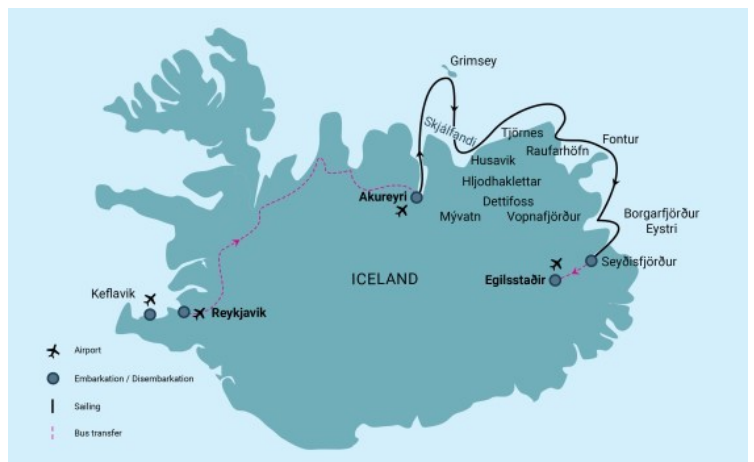 Grimsey
Skjálfandi
Tjörnes
Fontur
Raufarhöfn
Husavik
Hljodhaklettar
Akureyri
Dettifoss
Mývatn
Vopnafjörður
Borgarfjörður
Eystri
Seyðisfjörður
Egilsstaðir
ICELAND
Keflavik
Reykjavik
Airport
Embarkation / Disembarkation
Sailing
Bus transfer